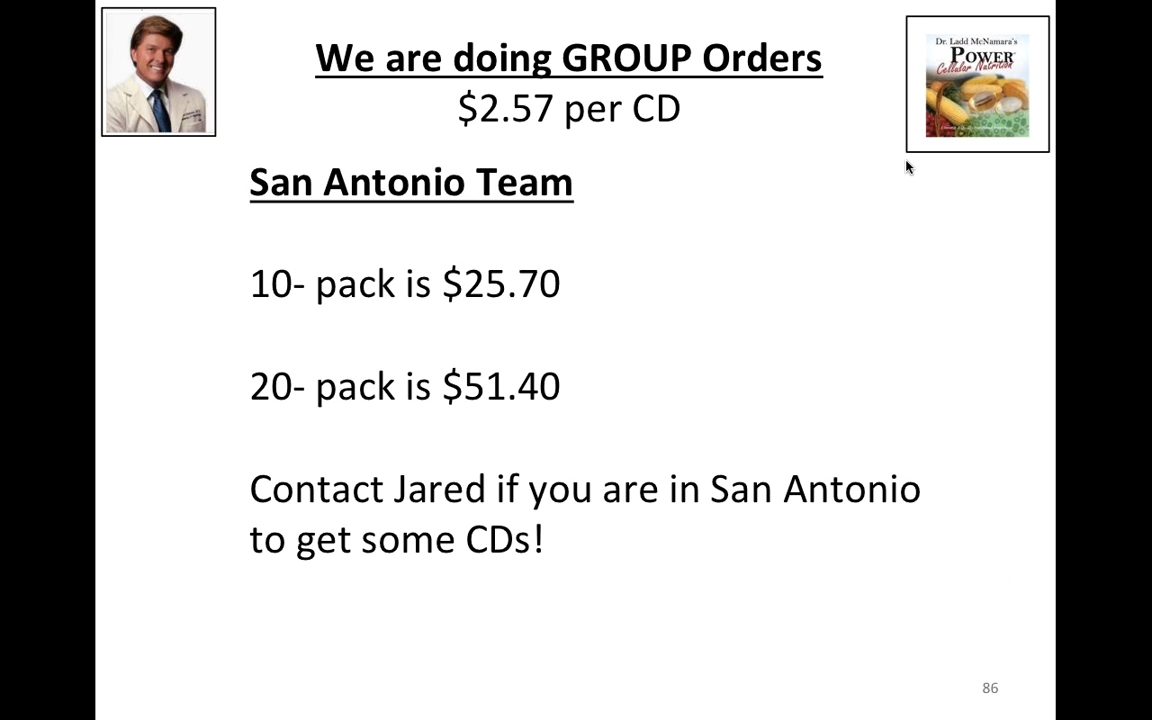 We are doing GROUP Orders
$2.57 per CD
Dr. Ladd McNamara's
POWER
Cellular Nutrition
San Antonio Team
10- pack is $25.70
20- pack is $51.40
Contact Jared if you are in San Antonio
to get some CDs!
86